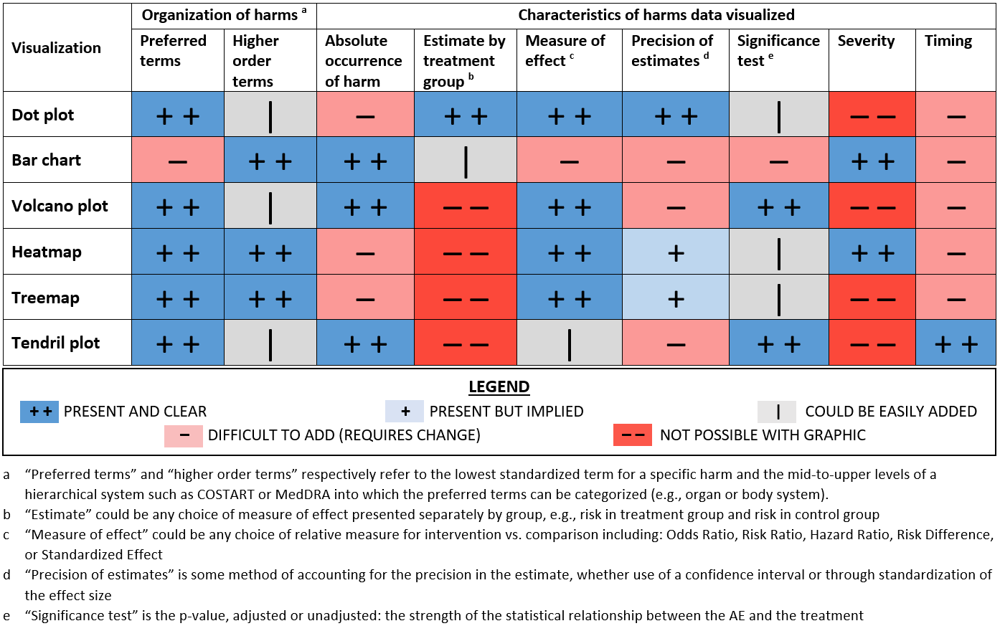 Visualization
Organization of harms a
Characteristics of harms data visualized
Preferred terms
Higher order terms
Absolute occurrence of harm
Estimate by treatment group b
Measure of effect c
Precision of estimates d
Significance test e
Severity
Timing
Dot plot ++ | − ++ ++ ++ | −− −
Bar chart − ++ ++ | − − − ++ −
Volcano plot ++ | ++ −− ++ − ++ −− −
Heatmap ++ ++ − −− ++ + | ++ −
Treemap ++ ++ − −− ++ + | −− −
Tendril plot ++ | ++ −− | − ++ −− ++
LEGEND
++ PRESENT AND CLEAR + PRESENT BUT IMPLIED | COULD BE EASILY ADDED
− DIFFICULT TO ADD (REQUIRES CHANGE) −− NOT POSSIBLE WITH GRAPHIC
a “Preferred terms” and “higher order terms” respectively refer to the lowest standardized term for a specific harm and the mid-to-upper levels of a
hierarchical system such as COSTART or MedDRA into which the preferred terms can be categorized (e.g., organ or body system).
b “Estimate” could be any choice of measure of effect presented separately by group, e.g., risk in treatment group and risk in control group
c “Measure of effect” could be any choice of relative measure for intervention vs. comparison including: Odds Ratio, Risk Ratio, Hazard Ratio, Risk Difference,
or Standardized Effect
d “Precision of estimates” is some method of accounting for the precision in the estimate, whether use of a confidence interval or through standardization of
the effect size
e “Significance test” is the p-value, adjusted or unadjusted: the strength of the statistical relationship between the AE and the treatment